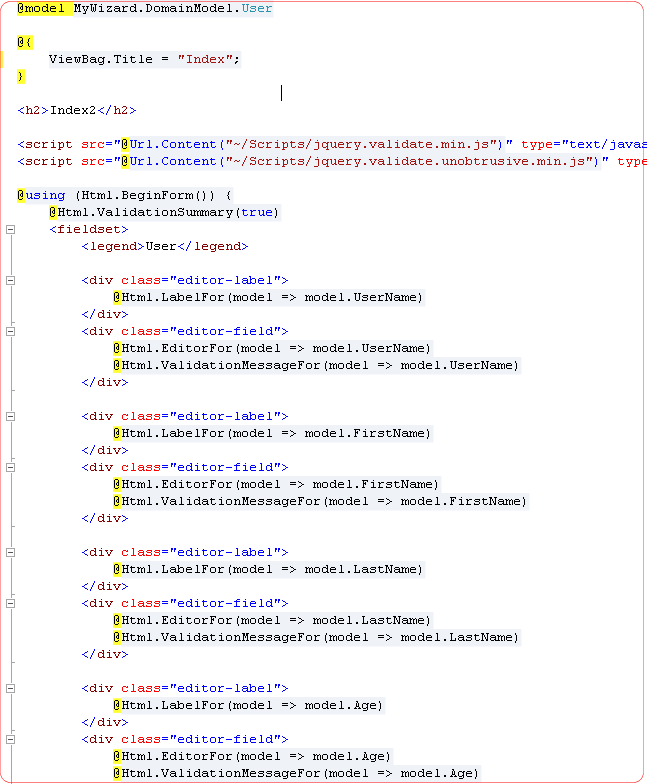 @model MyWizard.DomainModel.User
@{
    ViewBag.Title = "Index";
}
<h2>Index2</h2>
<script src="@Url.Content("~/Scripts/jquery.validate.min.js")" type="text/javas
<script src="@Url.Content("~/Scripts/jquery.validate.unobtrusive.min.js")" type
@using (Html.BeginForm()) {
    @Html.ValidationSummary(true)
    <fieldset>
        <legend>User</legend>
        <div class="editor-label">
            @Html.LabelFor(model => model.UserName)
        </div>
        <div class="editor-field">
            @Html.EditorFor(model => model.UserName)
            @Html.ValidationMessageFor(model => model.UserName)
        </div>
        <div class="editor-label">
            @Html.LabelFor(model => model.FirstName)
        </div>
        <div class="editor-field">
            @Html.EditorFor(model => model.FirstName)
            @Html.ValidationMessageFor(model => model.FirstName)
        </div>
        <div class="editor-label">
            @Html.LabelFor(model => model.LastName)
        </div>
        <div class="editor-field">
            @Html.EditorFor(model => model.LastName)
            @Html.ValidationMessageFor(model => model.LastName)
        </div>
        <div class="editor-label">
            @Html.LabelFor(model => model.Age)
        </div>
        <div class="editor-field">
            @Html.EditorFor(model => model.Age)
            @Html.ValidationMessageFor(model => model.Age)